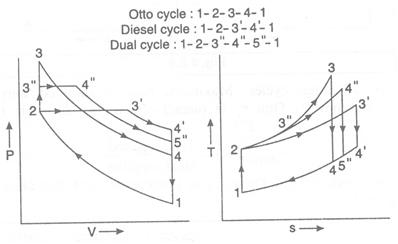 Otto cycle : 1- 2- 3- 4- 1
Diesel cycle : 1- 2- 3'- 4'- 1
Dual cycle : 1- 2- 3"- 4"- 5"- 1
3
3"
4"
2
3'
4'
5"
4
1
P
V
3
4"
3"
3'
2
1
4
5"
4'
T
s